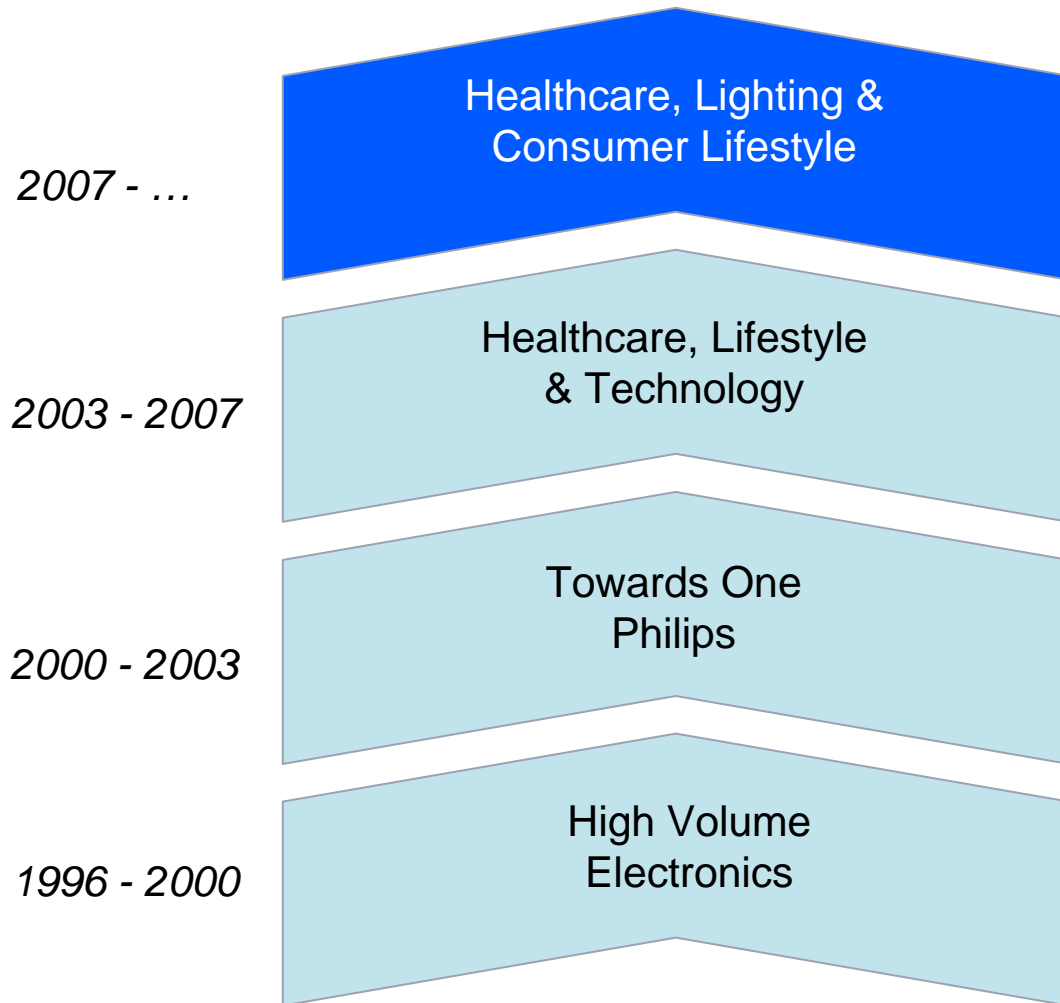 Healthcare, Lighting &
Consumer Lifestyle
2007 - …
Healthcare, Lifestyle
& Technology
2003 - 2007
Towards One
Philips
2000 - 2003
High Volume
Electronics
1996 - 2000